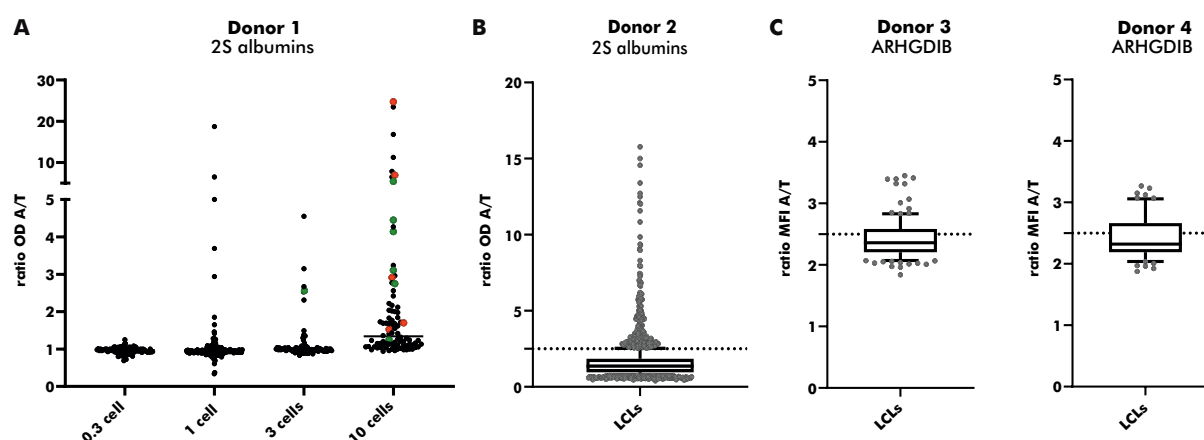 A
Donor 1
2S albumins
ratio OD A/T
30
20
10
5
4
3
2
1
0
0.3 cell
1 cell
3 cells
10 cells
B
Donor 2
2S albumins
ratio OD A/T
20
15
10
5
0
LCLs
C
Donor 3
ARHGDIB
ratio MFI A/T
5
4
3
2
1
0
LCLs
Donor 4
ARHGDIB
ratio MFI A/T
5
4
3
2
1
0
LCLs